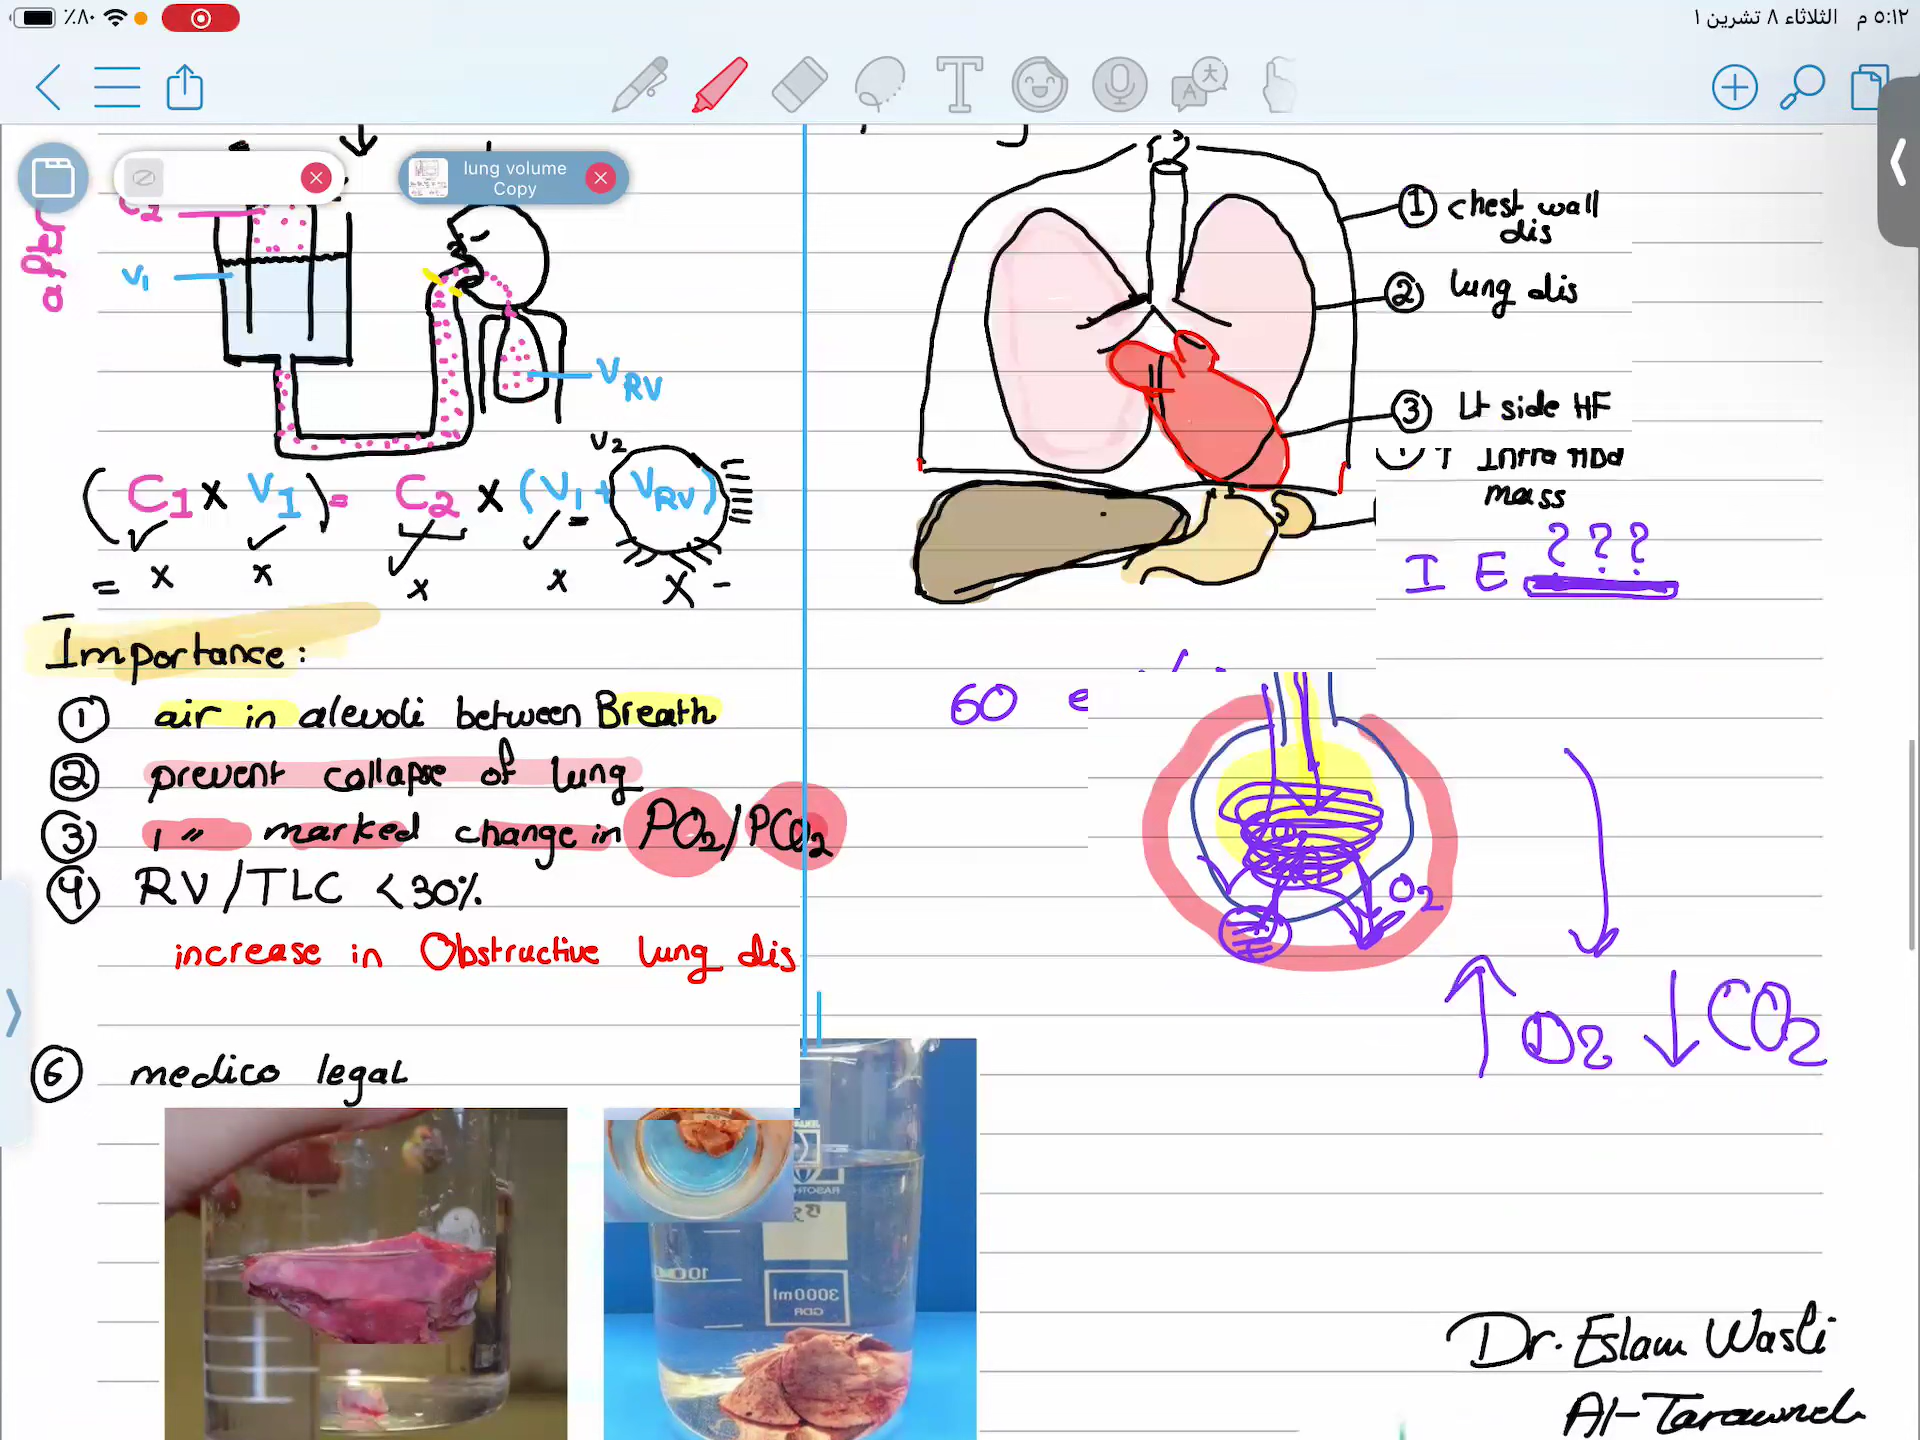 ٪٨٠
٥:١٢ م الثلاثاء ٨ تشرين ١
lung volume
Copy
after
C2
V1
VRV
V2
(C1 x V1) = C2 x (V1 + VRV)
= x x x x X -
Importance:
① air in alevoli between Breath
② prevent collapse of lung
③ ı " marked change in PO2/PCO2
④ RV/TLC <30%
increase in Obstructive lung dis
⑥ medico legal
① chest wall
dis
② lung dis
③ Lt side HF
mass
I E ???
60
O2
↑ O2 ↓ CO2
100
3000ml
Dr. Eslam Wasli
Al-Tarawneh